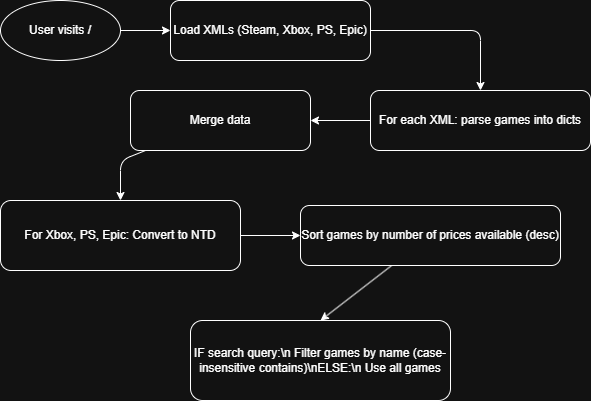 User visits /
Load XMLs (Steam, Xbox, PS, Epic)
For each XML: parse games into dicts
Merge data
For Xbox, PS, Epic: Convert to NTD
Sort games by number of prices available (desc)
IF search query:\n Filter games by name (case-
insensitive contains)\nELSE:\n Use all games